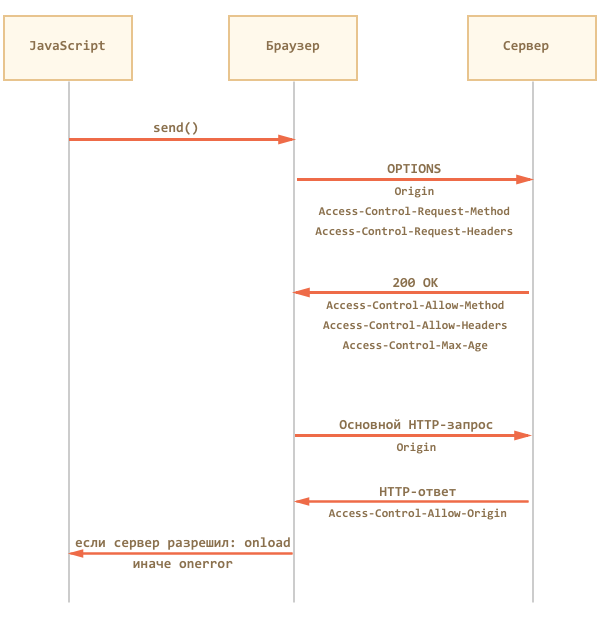 JavaScript
Браузер
Сервер
send()
OPTIONS
Origin
Access-Control-Request-Method
Access-Control-Request-Headers
200 OK
Access-Control-Allow-Method
Access-Control-Allow-Headers
Access-Control-Max-Age
Основной HTTP-запрос
Origin
HTTP-ответ
Access-Control-Allow-Origin
если сервер разрешил: onload
иначе onerror